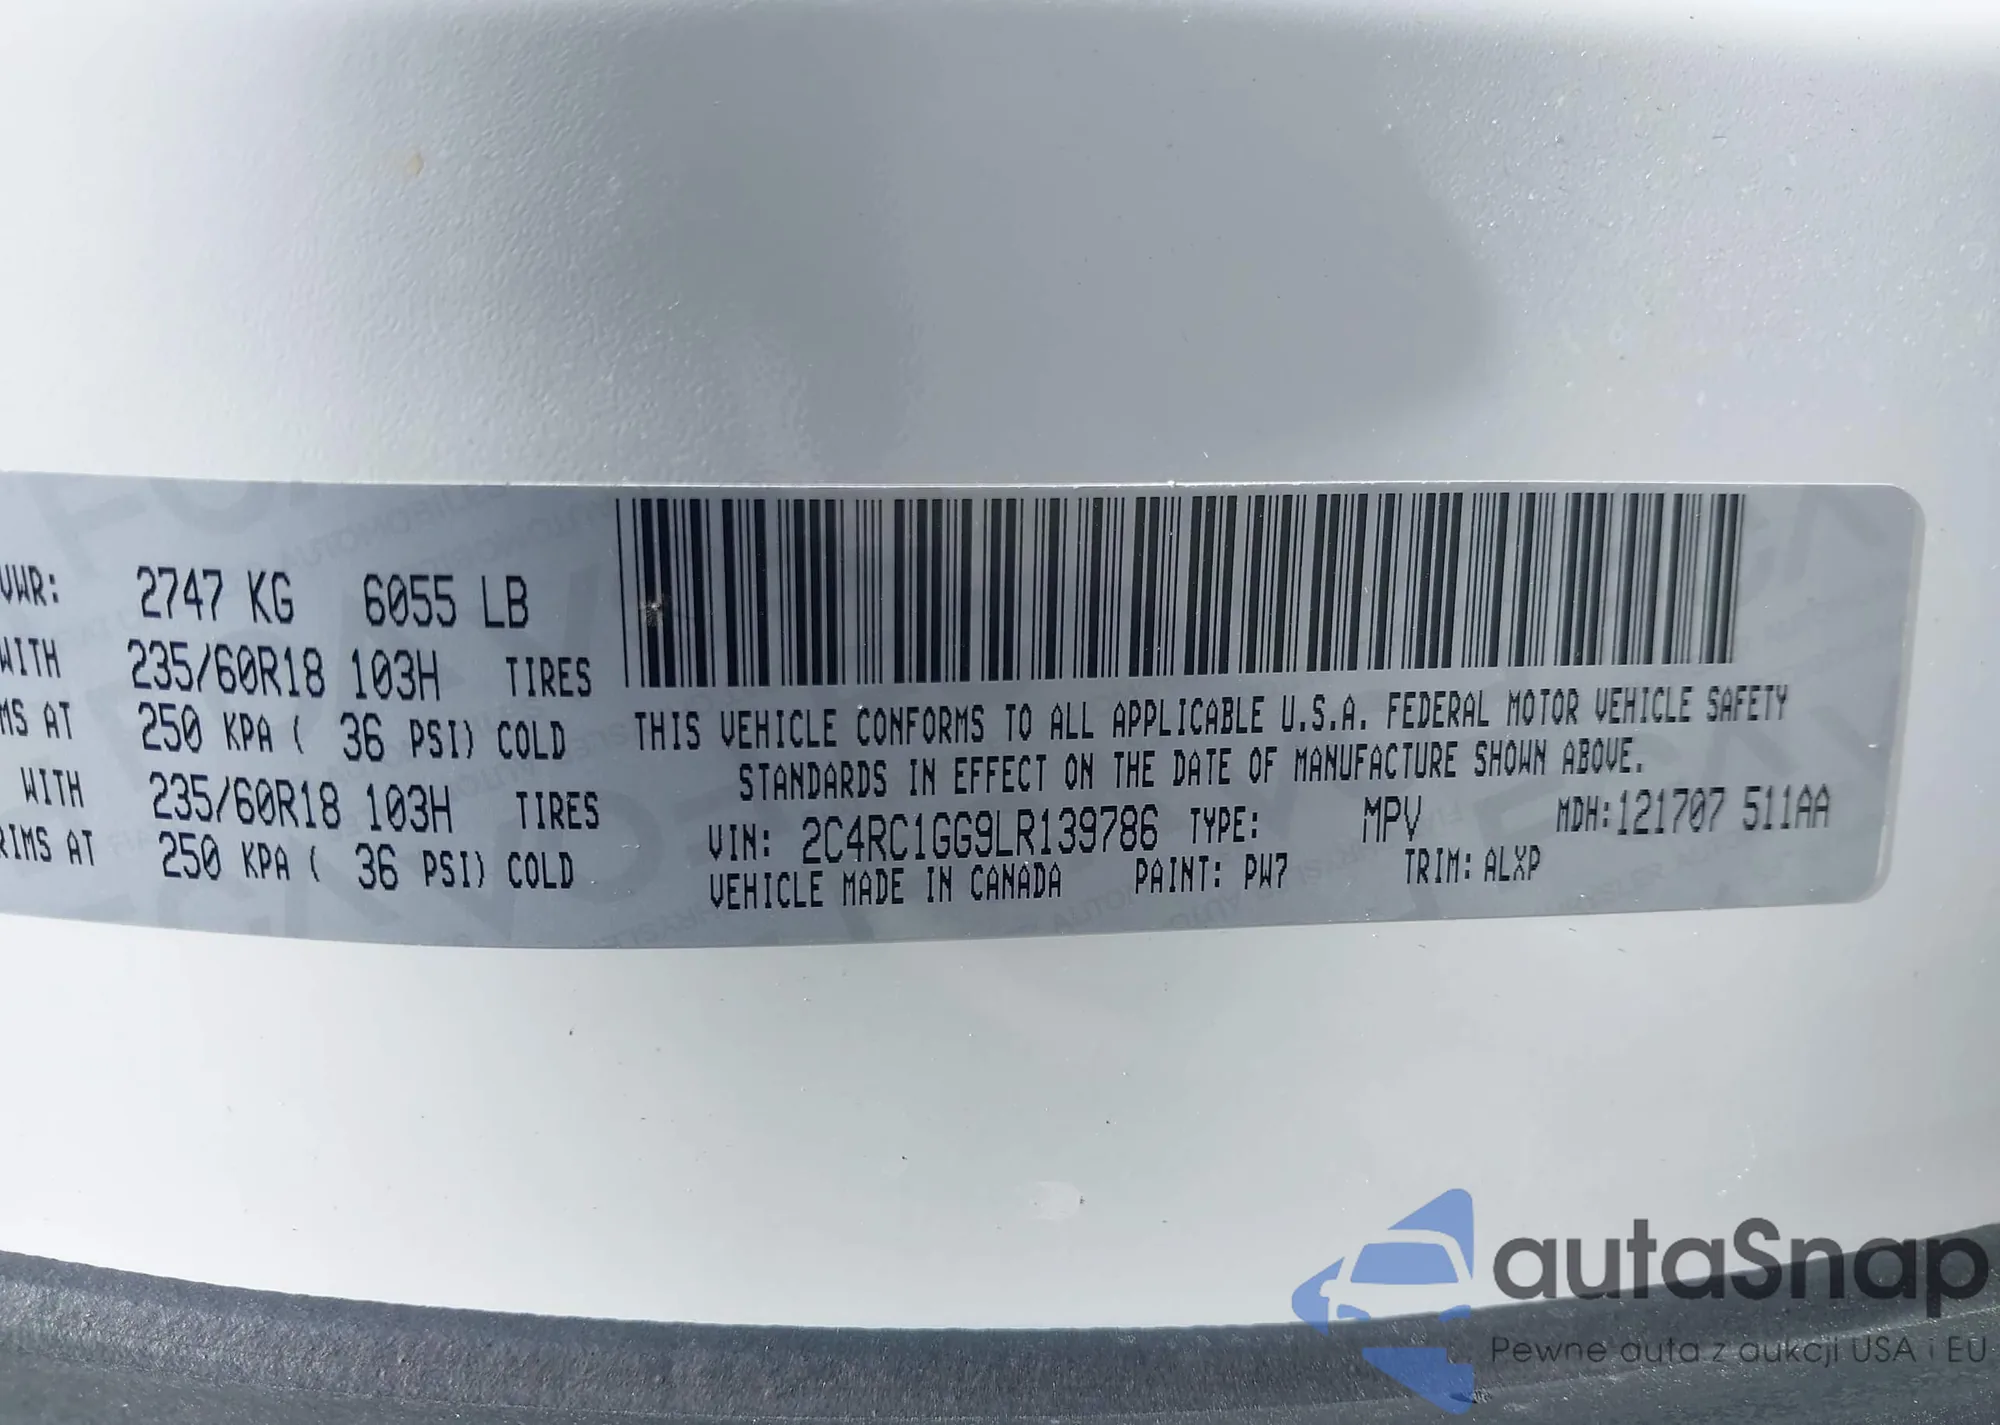 VWR: 2747 KG 6055 LB
WITH 235/60R18 103H TIRES
MS AT 250 KPA ( 36 PSI) COLD
WITH 235/60R18 103H TIRES
RIMS AT 250 KPA ( 36 PSI) COLD
THIS VEHICLE CONFORMS TO ALL APPLICABLE U.S.A. FEDERAL MOTOR VEHICLE SAFETY
STANDARDS IN EFFECT ON THE DATE OF MANUFACTURE SHOWN ABOVE.
VIN: 2C4RC1GG9LR139786 TYPE: MPV MDH:121707 511AA
VEHICLE MADE IN CANADA PAINT: PW7 TRIM: ALXP
autaSnap
Pewne auta z aukcji USA i EU